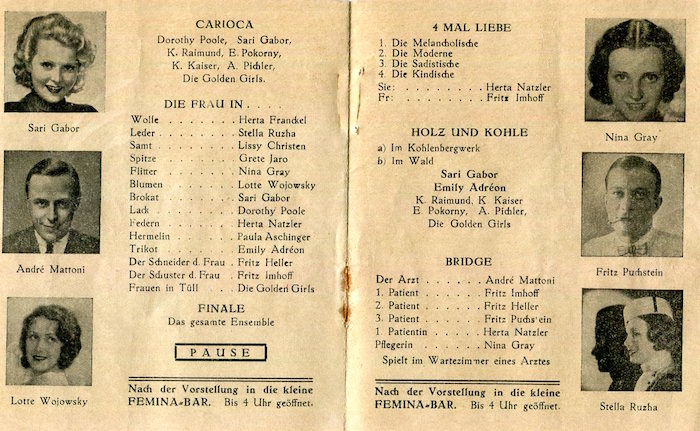 Sari Gabor
André Mattoni
Lotte Wojowsky
CARIOCA
Dorothy Poole, Sari Gabor,
K. Raimund, E. Pokorny,
K. Kaiser, A. Pichler,
Die Golden Girls.
DIE FRAU IN . . . .
Wolle . . . . . . . Herta Franckel
Leder . . . . . . . Stella Ruzha
Samt . . . . . . . Lissy Christen
Spitze . . . . . . . Grete Jaro
Flitter . . . . . . . Nina Gray
Blumen . . . . . . Lotte Wojowsky
Brokat . . . . . . . Sari Gabor
Lack . . . . . . . Dorothy Poole
Federn . . . . . . Herta Natzler
Hermelin . . . . . Paula Aschinger
Trikot . . . . . . . Emily Adréon
Der Schneider d. Frau . Fritz Heller
Der Schuster d. Frau . Fritz Imhoff
Frauen in Tüll . . . . Die Golden Girls
FINALE
Das gesamte Ensemble
PAUSE
Nach der Vorstellung in die kleine
FEMINA-BAR. Bis 4 Uhr geöffnet.
4 MAL LIEBE
1. Die Melancholische
2. Die Moderne
3. Die Sadistische
4. Die Kindische
Sie: . . . . . . . . Herta Natzler
Er: . . . . . . . . Fritz Imhoff
HOLZ UND KOHLE
a) Im Kohlenbergwerk
b) Im Wald
Sari Gabor
Emily Adréon
K. Raimund, K. Kaiser
E. Pokorny, A. Pichler,
Die Golden Girls
BRIDGE
Der Arzt . . . . . André Mattoni
1. Patient . . . . . . Fritz Imhoff
2. Patient . . . . . . Fritz Heller
3. Patient . . . . . . Fritz Puchstein
1. Patientin . . . . . Herta Natzler
Pflegerin . . . . . . Nina Gray
Spielt im Wartezimmer eines Arztes
Nach der Vorstellung in die kleine
FEMINA-BAR. Bis 4 Uhr geöffnet.
Nina Gray
Fritz Puchstein
Stella Ruzha